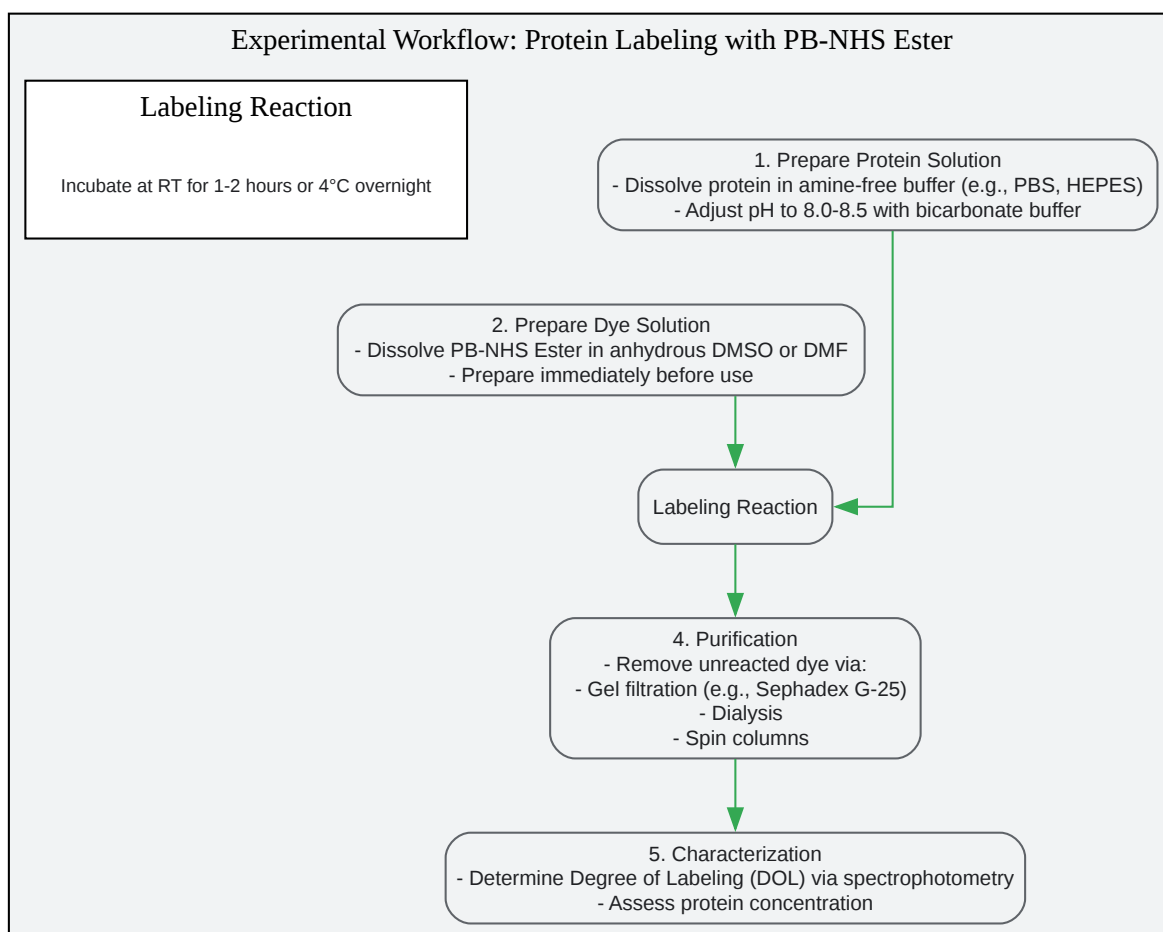 Experimental Workflow: Protein Labeling with PB-NHS Ester
Labeling Reaction
Incubate at RT for 1-2 hours or 4°C overnight
1. Prepare Protein Solution
- Dissolve protein in amine-free buffer (e.g., PBS, HEPES)
- Adjust pH to 8.0-8.5 with bicarbonate buffer
2. Prepare Dye Solution
- Dissolve PB-NHS Ester in anhydrous DMSO or DMF
- Prepare immediately before use
Labeling Reaction
4. Purification
- Remove unreacted dye via:
- Gel filtration (e.g., Sephadex G-25)
- Dialysis
- Spin columns
5. Characterization
- Determine Degree of Labeling (DOL) via spectrophotometry
- Assess protein concentration